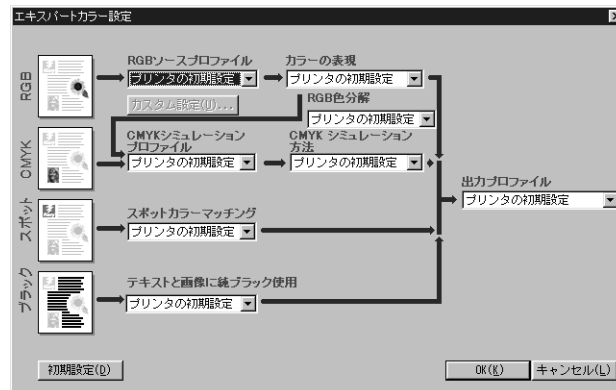 エキスパートカラー設定
RGB
RGBソースプロファイル
プリンタの初期設定
カラーの表現
プリンタの初期設定
カスタム設定(U)...
RGB色分解
プリンタの初期設定
CMYK
CMYKシミュレーション
プロファイル
プリンタの初期設定
CMYK シミュレーション
方法
プリンタの初期設定
出力プロファイル
プリンタの初期設定
スポット
スポットカラーマッチング
プリンタの初期設定
ブラック
テキストと画像に純ブラック使用
プリンタの初期設定
初期設定(D)
OK(K)
キャンセル(L)